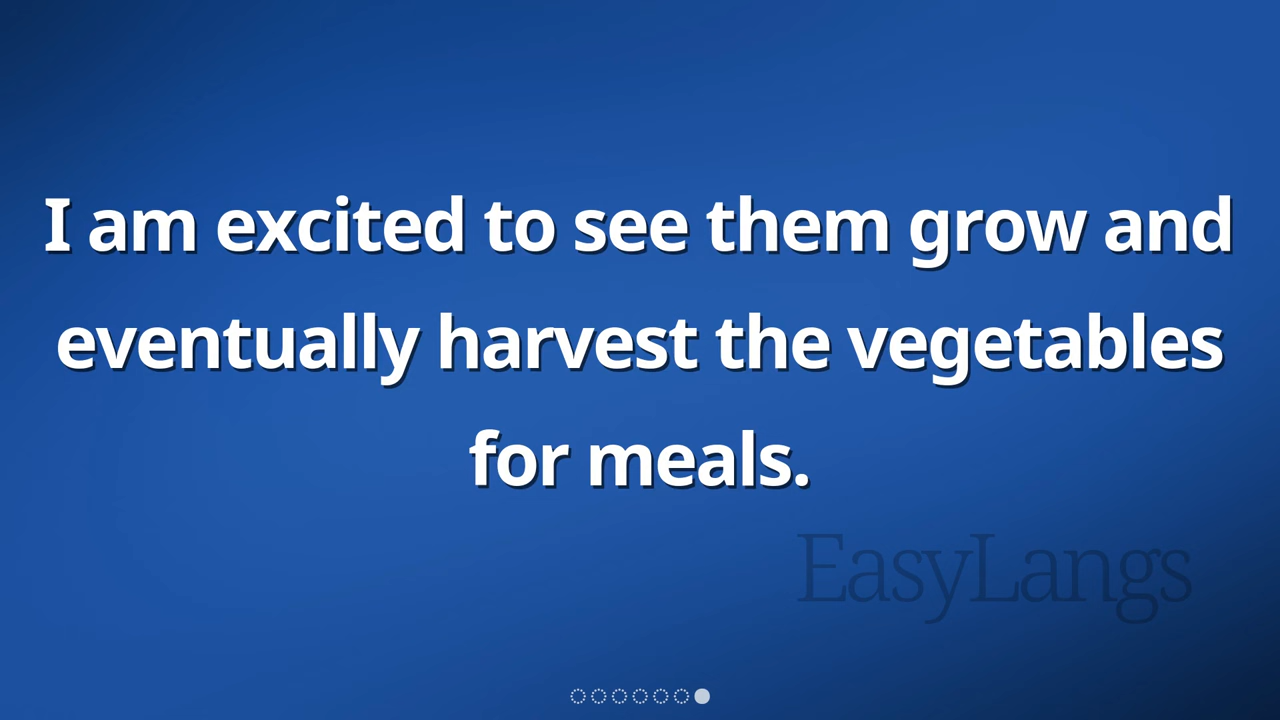 I am excited to see them grow and
eventually harvest the vegetables
for meals.
EasyLangs